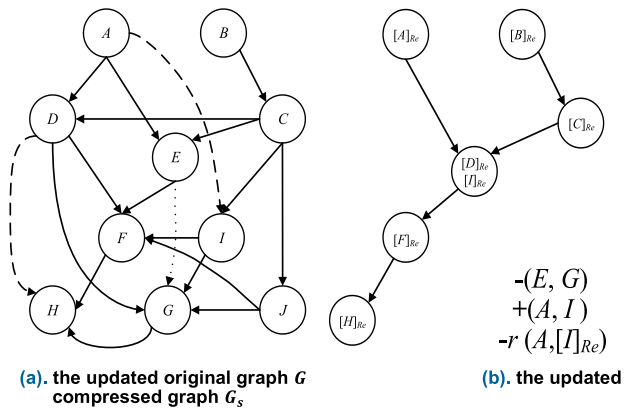 A
B
[A]Re
[B]Re
D
C
[C]Re
E
[D]Re
[I]Re
F
I
[F]Re
H
G
J
[H]Re
-(E, G)
+(A, I )
-r (A,[I]Re)
(a). the updated original graph G
compressed graph Gs
(b). the updated